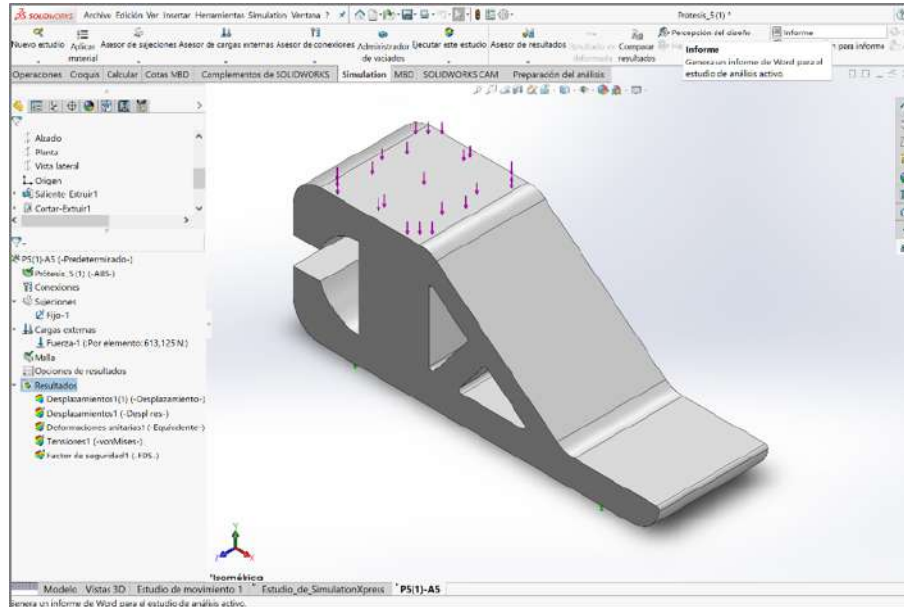 SOLIDWORKS Archivo Edición Ver Insertar Herramientas Simulation Ventana ?
Prótesis_5 (1) *
Nuevo estudio Aplicar material Asesor de sujeciones Asesor de cargas externas Asesor de conexiones Administrador de vaciados Ejecutar este estudio Asesor de resultados deformada Comparar resultados Percepción del diseño Informe
para informe
Informe
Genera un informe de Word para el
estudio de análisis activo.
Operaciones Croquis Calcular Cotas MBD Complementos de SOLIDWORKS Simulation MBD SOLIDWORKS CAM Preparación del análisis
Alzado
Planta
Vista lateral
Origen
Saliente-Extruir1
Cortar-Extruir1
P5(1)-A5 (-Predeterminado-)
Prótesis_5 (1) (-ABS-)
Conexiones
Sujeciones
Fijo-1
Cargas externas
Fuerza-1 (:Por elemento: 613,125 N:)
Malla
Opciones de resultados
Resultados
Desplazamientos1(1) (-Desplazamiento-)
Desplazamientos1 (-Despl res-)
Deformaciones unitarias1 (-Equivalente-)
Tensiones1 (-vonMises-)
Factor de seguridad1 (-FDS-)
Y
*Isométrica
Modelo Vistas 3D Estudio de movimiento 1 Estudio_de_SimulationXpress P5(1)-A5
Genera un informe de Word para el estudio de análisis activo.